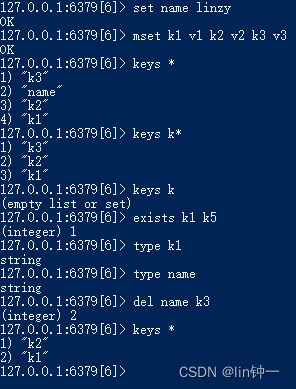 127.0.0.1:6379[6]> set name linzy
OK
127.0.0.1:6379[6]> mset k1 v1 k2 v2 k3 v3
OK
127.0.0.1:6379[6]> keys *
1) "k3"
2) "name"
3) "k2"
4) "k1"
127.0.0.1:6379[6]> keys k*
1) "k3"
2) "k2"
3) "k1"
127.0.0.1:6379[6]> keys k
(empty list or set)
127.0.0.1:6379[6]> exists k1 k5
(integer) 1
127.0.0.1:6379[6]> type k1
string
127.0.0.1:6379[6]> type name
string
127.0.0.1:6379[6]> del name k3
(integer) 2
127.0.0.1:6379[6]> keys *
1) "k2"
2) "k1"
127.0.0.1:6379[6]>
CSDN @lin钟一